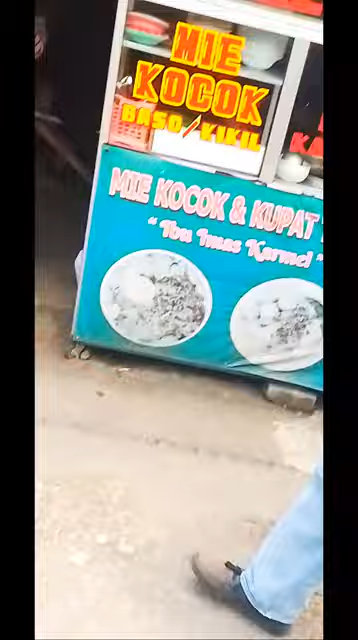 MIE
KOCOK
BASO KIKIL
MIE KOCOK & KUPAT
" Ibu Imas Karmel "